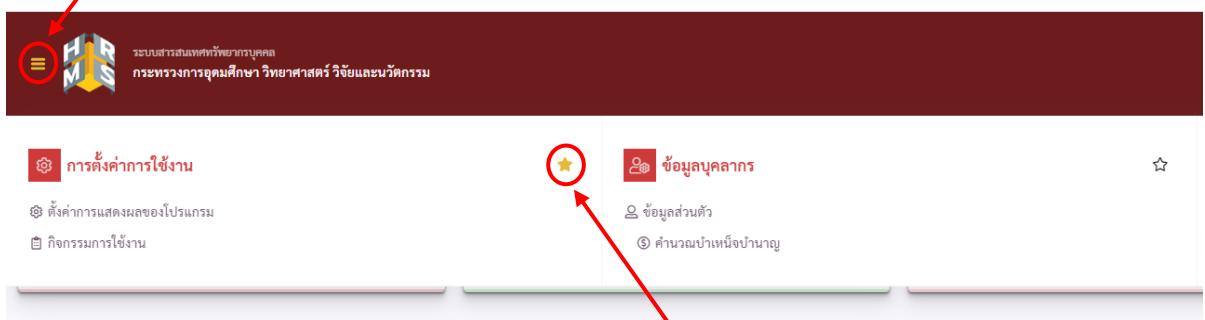 HR
MS
ระบบสารสนเทศทรัพยากรบุคคล
กระทรวงการอุดมศึกษา วิทยาศาสตร์ วิจัยและนวัตกรรม
การตั้งค่าการใช้งาน
ข้อมูลบุคลากร
ตั้งค่าการแสดงผลของโปรแกรม
ข้อมูลส่วนตัว
กิจกรรมการใช้งาน
คำนวณบำเหน็จบำนาญ